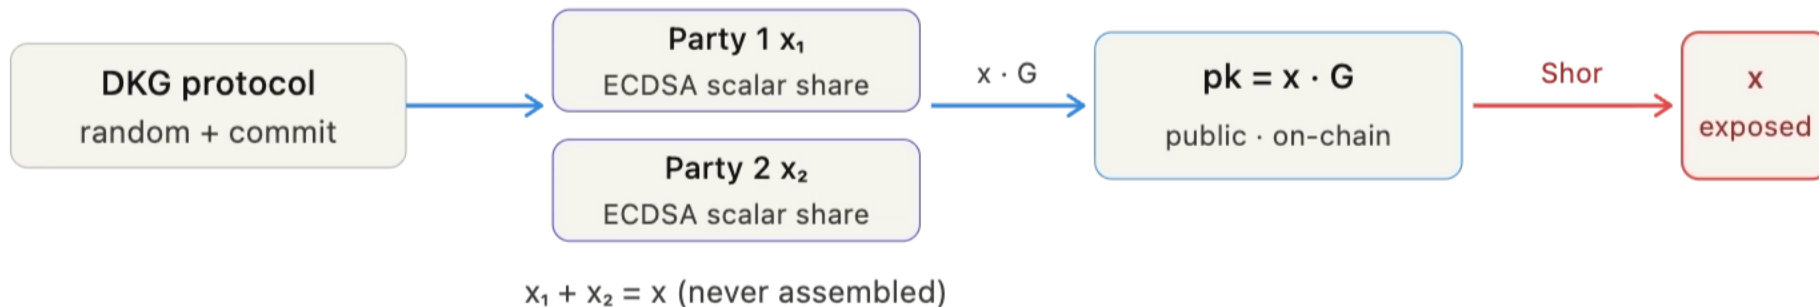 DKG protocol
random + commit
Party 1 x₁
ECDSA scalar share
Party 2 x₂
ECDSA scalar share
x₁ + x₂ = x (never assembled)
x · G
pk = x · G
public · on-chain
Shor
x
exposed